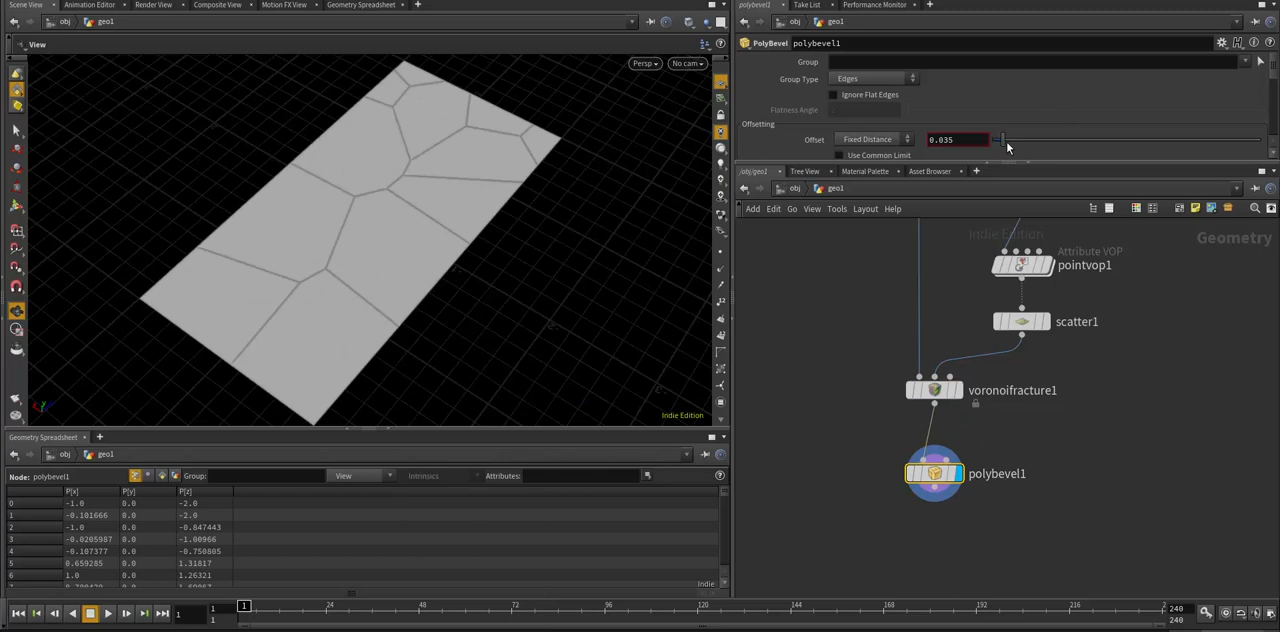 Scene View × Animation Editor × Render View × Composite View × Motion FX View × Geometry Spreadsheet × +
obj geo1
View
Persp No cam
Indie Edition
Geometry Spreadsheet × +
obj geo1
Node: polybevel1 Group: View Intrinsics Attributes:
P[x] P[y] P[z]
0 -1.0 0.0 -2.0
1 -0.101666 0.0 -2.0
2 -1.0 0.0 -0.847443
3 -0.0205987 0.0 -1.00966
4 -0.107377 0.0 -0.750805
5 0.659285 0.0 1.31817
6 1.0 0.0 1.26321
Indie
polybevel1 × Take List × Performance Monitor × +
obj geo1
PolyBevel polybevel1
Group
Group Type Edges
Ignore Flat Edges
Flatness Angle
Offsetting
Offset Fixed Distance 0.035
Use Common Limit
/obj/geo1 × Tree View × Material Palette × Asset Browser × +
obj geo1
Add Edit Go View Tools Layout Help
Indie Edition
Geometry
Attribute VOP
pointvop1
scatter1
voronoifracture1
polybevel1
1 1 1 1 24 48 72 96 120 144 168 192 216 240 240